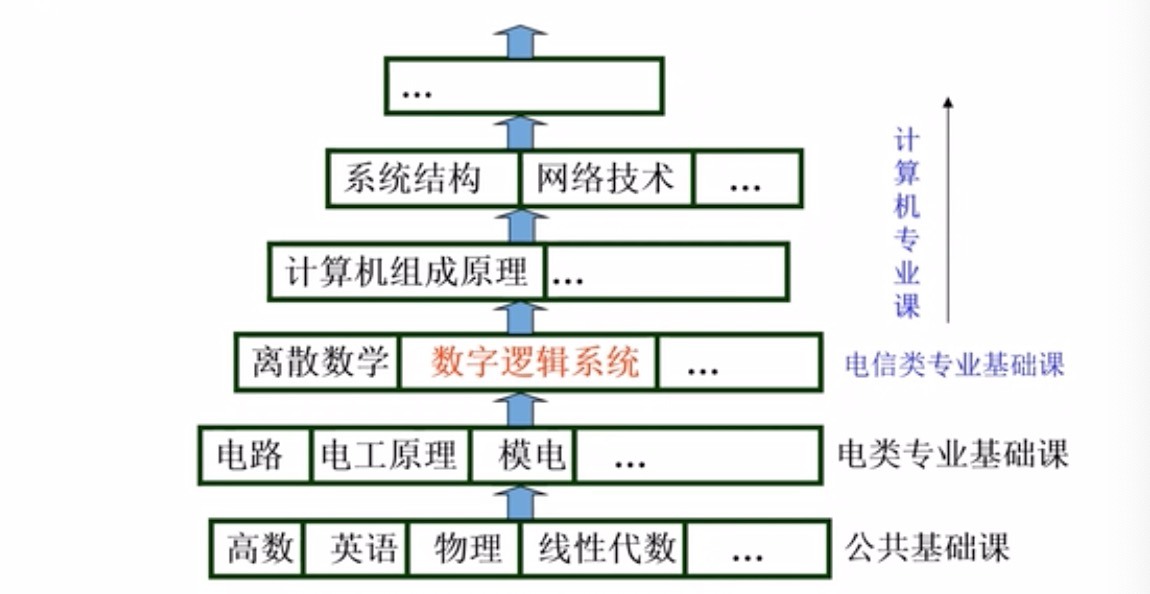 ...
系统结构 网络技术 ...
计算机组成原理 ...
离散数学 数字逻辑系统 ... 电信类专业基础课
电路 电工原理 模电 ... 电类专业基础课
高数 英语 物理 线性代数 ... 公共基础课
计算机专业课